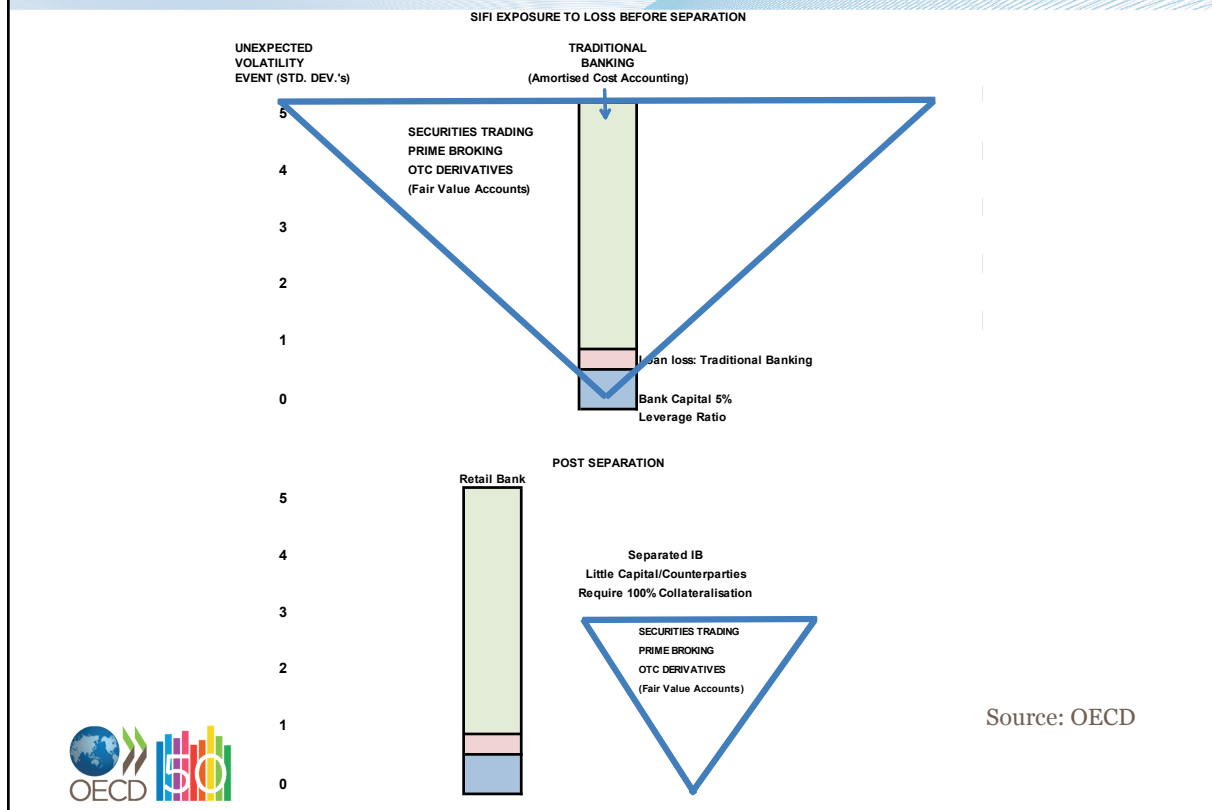 SIFI EXPOSURE TO LOSS BEFORE SEPARATION
UNEXPECTED
VOLATILITY
EVENT (STD. DEV.'s)
TRADITIONAL
BANKING
(Amortised Cost Accounting)
5
SECURITIES TRADING
PRIME BROKING
OTC DERIVATIVES
(Fair Value Accounts)
4
3
2
1
Loan loss: Traditional Banking
0
Bank Capital 5%
Leverage Ratio
POST SEPARATION
Retail Bank
5
4
Separated IB
Little Capital/Counterparties
Require 100% Collateralisation
3
SECURITIES TRADING
PRIME BROKING
OTC DERIVATIVES
(Fair Value Accounts)
2
1
0
Source: OECD
OECD
50